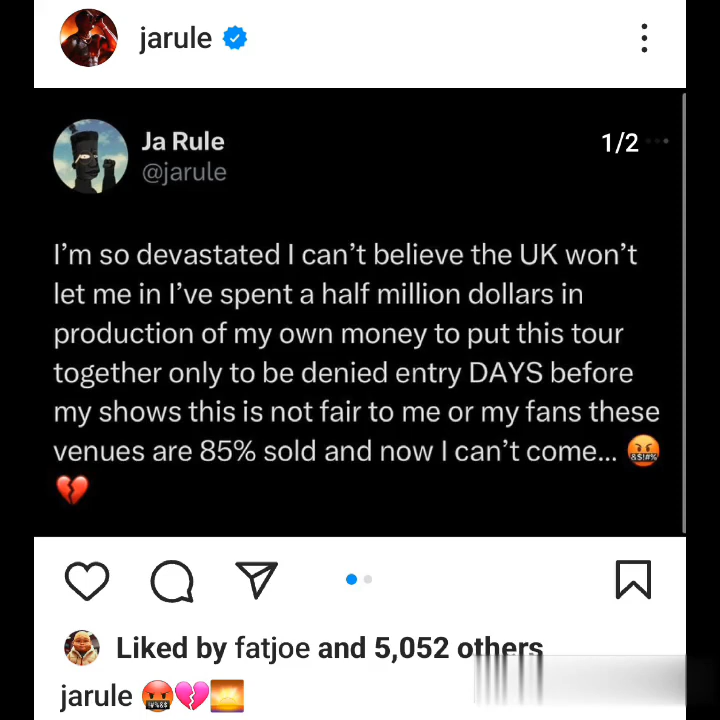 jarule
Ja Rule
1/2
@jarule
I'm so devastated I can't believe the UK won't
let me in I've spent a half million dollars in
production of my own money to put this tour
together only to be denied entry DAYS before
my shows this is not fair to me or my fans these
venues are 85% sold and now I can't come... 🤬
💔
Liked by fatjoe and 5,052 others
jarule 🤬💔🌅